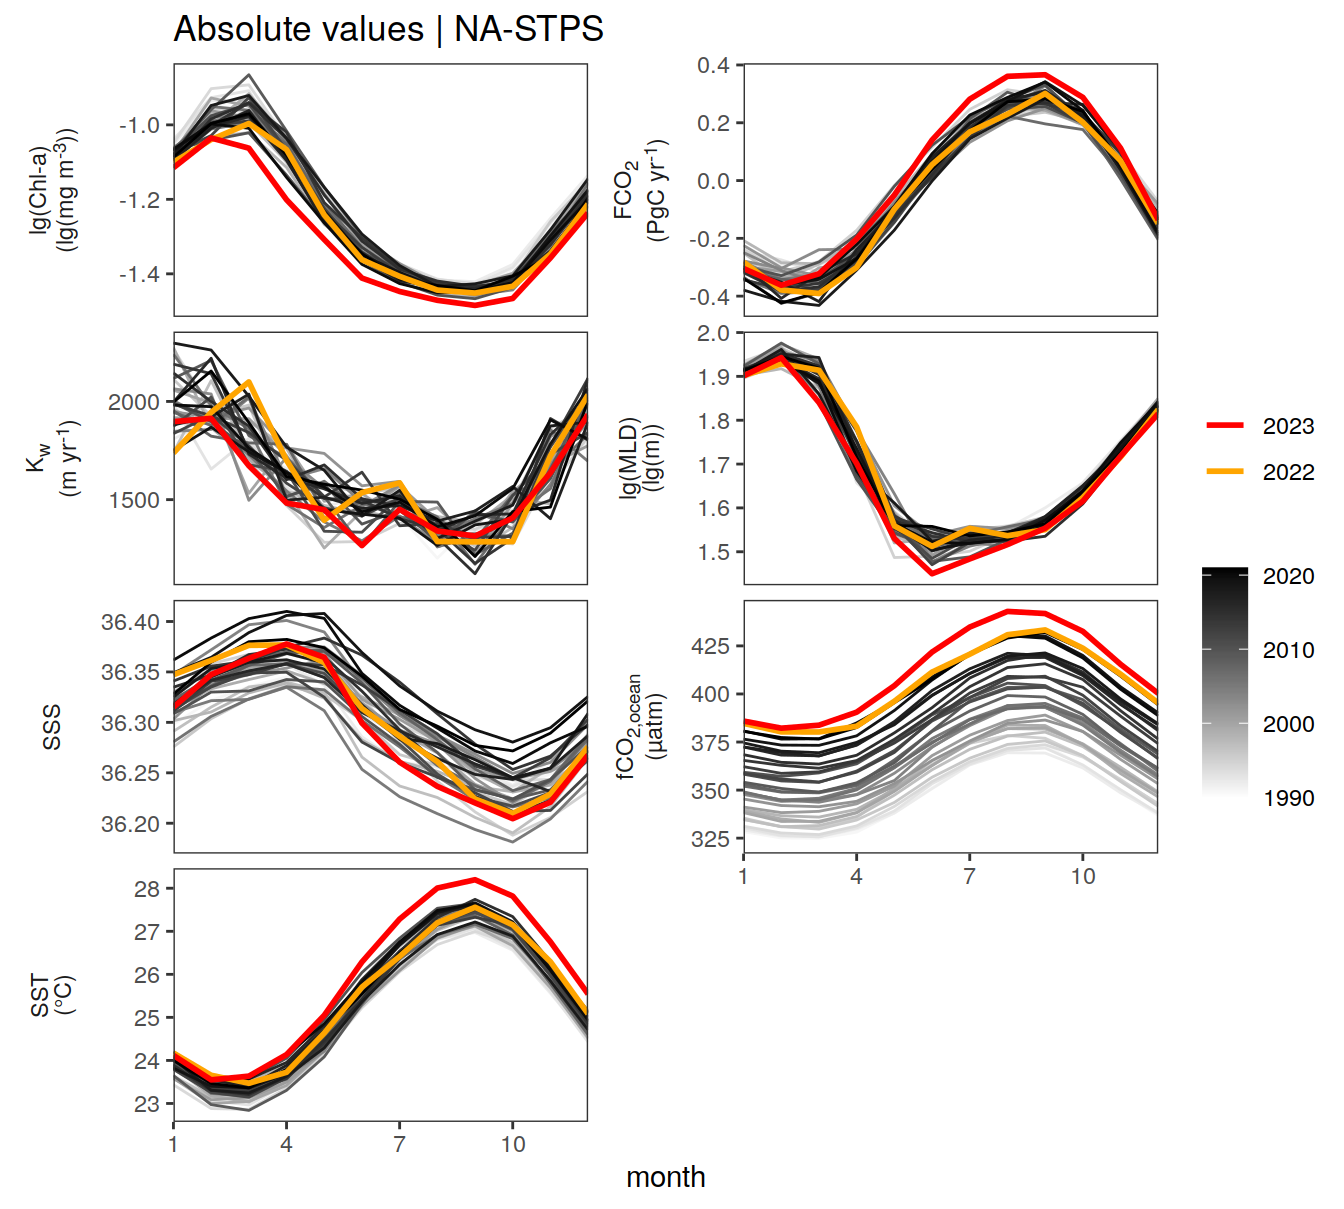 Absolute values | NA-STPS
lg(Chl-a)
(lg(mg m⁻³))
-1.0
-1.2
-1.4
FCO₂
(PgC yr⁻¹)
0.4
0.2
0.0
-0.2
-0.4
K_w
(m yr⁻¹)
2000
1500
lg(MLD)
(lg(m))
2.0
1.9
1.8
1.7
1.6
1.5
SSS
36.40
36.35
36.30
36.25
36.20
fCO₂,ocean
(µatm)
425
400
375
350
325
1 4 7 10
SST
(°C)
28
27
26
25
24
23
1 4 7 10
month
2023
2022
2020
2010
2000
1990